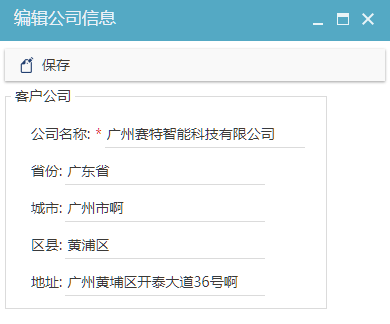 编辑公司信息
保存
客户公司
公司名称: * 广州赛特智能科技有限公司
省份: 广东省
城市: 广州市啊
区县: 黄浦区
地址: 广州黄埔区开泰大道36号啊